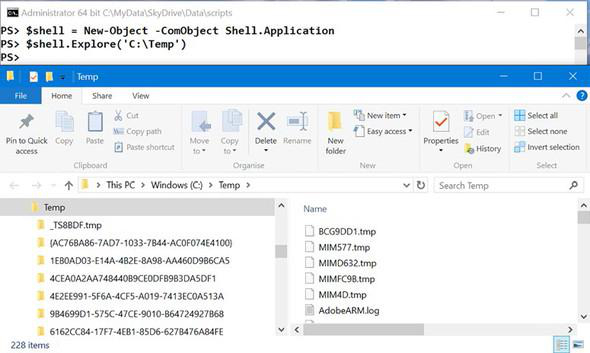 Administrator 64 bit C:\MyData\SkyDrive\Data\scripts
PS> $shell = New-Object -ComObject Shell.Application
PS> $shell.Explore('C:\Temp')
PS>
Temp
File Home Share View
Pin to Quick access
Copy
Paste
Cut
Copy path
Paste shortcut
Clipboard
Move to
Copy to
Delete
Rename
Organise
New folder
New item
Easy access
New
Properties
Open
Edit
History
Open
Select all
Select none
Invert selection
Select
This PC > Windows (C:) > Temp >
Search Temp
Temp
_TS8BDF.tmp
{AC76BA86-7AD7-1033-7B44-AC0F074E4100}
1EB0AD03-E14A-4B2E-8A98-AA460D9B6CA5
4CEA0A2AA748440B9CE0DFB9B3DA5DF1
4E2EE991-5F6A-4CF5-A019-7413EC0A513A
9B4699D1-575C-47CE-9010-B64724927B68
6162CC84-17F7-4EB1-85D6-627B476A84FE
Name
BCG9DD1.tmp
MIM577.tmp
MIMD632.tmp
MIMFC9B.tmp
MIM4D.tmp
AdobeARM.log
228 items